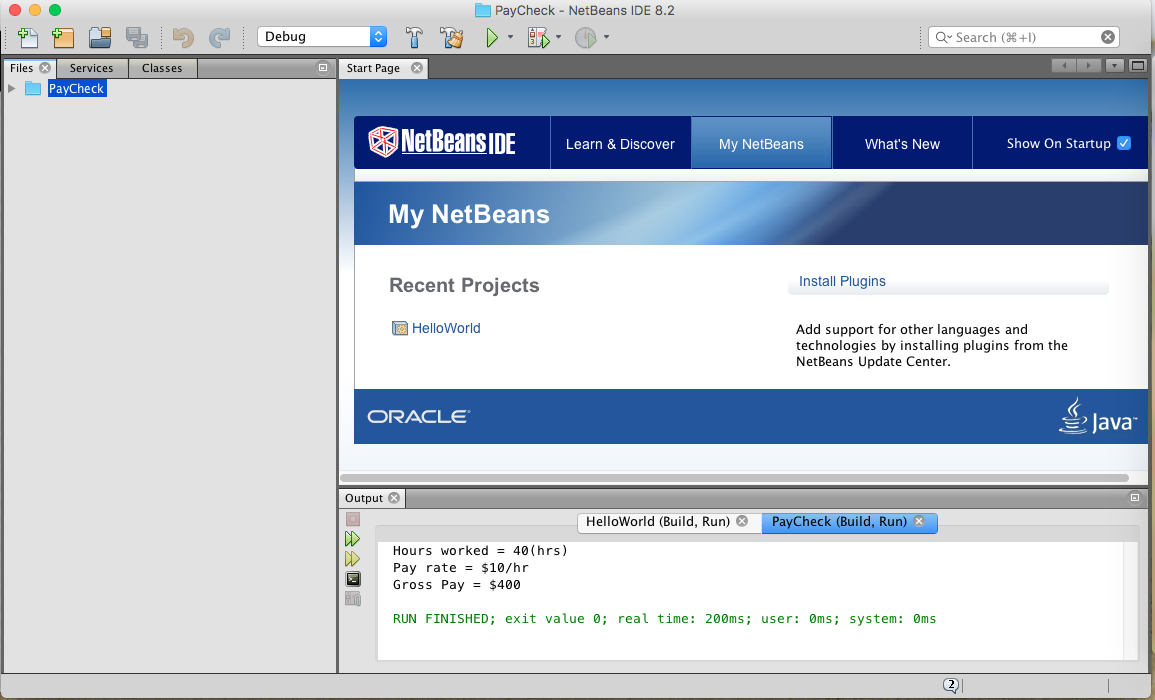 PayCheck - NetBeans IDE 8.2
Debug
Search (⌘+I)
Files
Services
Classes
Start Page
PayCheck
NetBeans IDE
Learn & Discover
My NetBeans
What's New
Show On Startup
My NetBeans
Recent Projects
Install Plugins
HelloWorld
Add support for other languages and
technologies by installing plugins from the
NetBeans Update Center.
ORACLE
Java™
Output
HelloWorld (Build, Run)
PayCheck (Build, Run)
Hours worked = 40(hrs)
Pay rate = $10/hr
Gross Pay = $400
RUN FINISHED; exit value 0; real time: 200ms; user: 0ms; system: 0ms
2